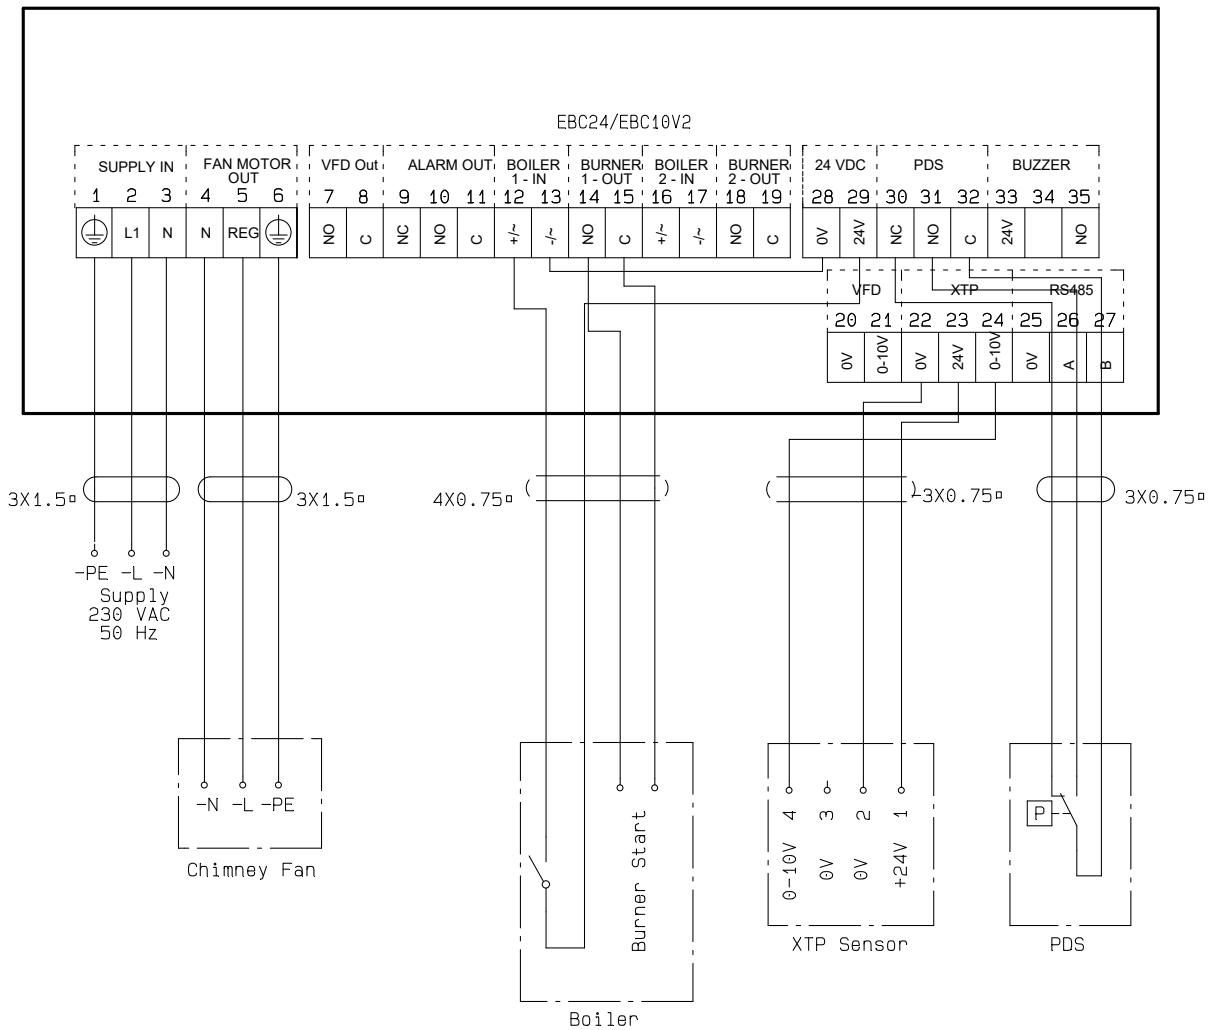 EBC24/EBC10V2
SUPPLY IN
FAN MOTOR
OUT
VFD Out
ALARM OUT
BOILER
1 - IN
BURNER
1 - OUT
BOILER
2 - IN
BURNER
2 - OUT
24 VDC
PDS
BUZZER
1 2 3 4 5 6 7 8 9 10 11 12 13 14 15 16 17 18 19 28 29 30 31 32 33 34 35
L1 N N REG NO C NC NO C +/~ -/~ NO C +/~ -/~ NO C 0V 24V NC NO C 24V NO
VFD XTP RS485
20 21 22 23 24 25 26 27
0V 0-10V 0V 24V 0-10V 0V A B
3X1.5▫ 3X1.5▫ 4X0.75▫ 3X0.75▫ 3X0.75▫
-PE -L -N
Supply
230 VAC
50 Hz
-N -L -PE
Chimney Fan
Burner Start
Boiler
4 3 2 1
0-10V 0V 0V +24V
XTP Sensor
P
PDS